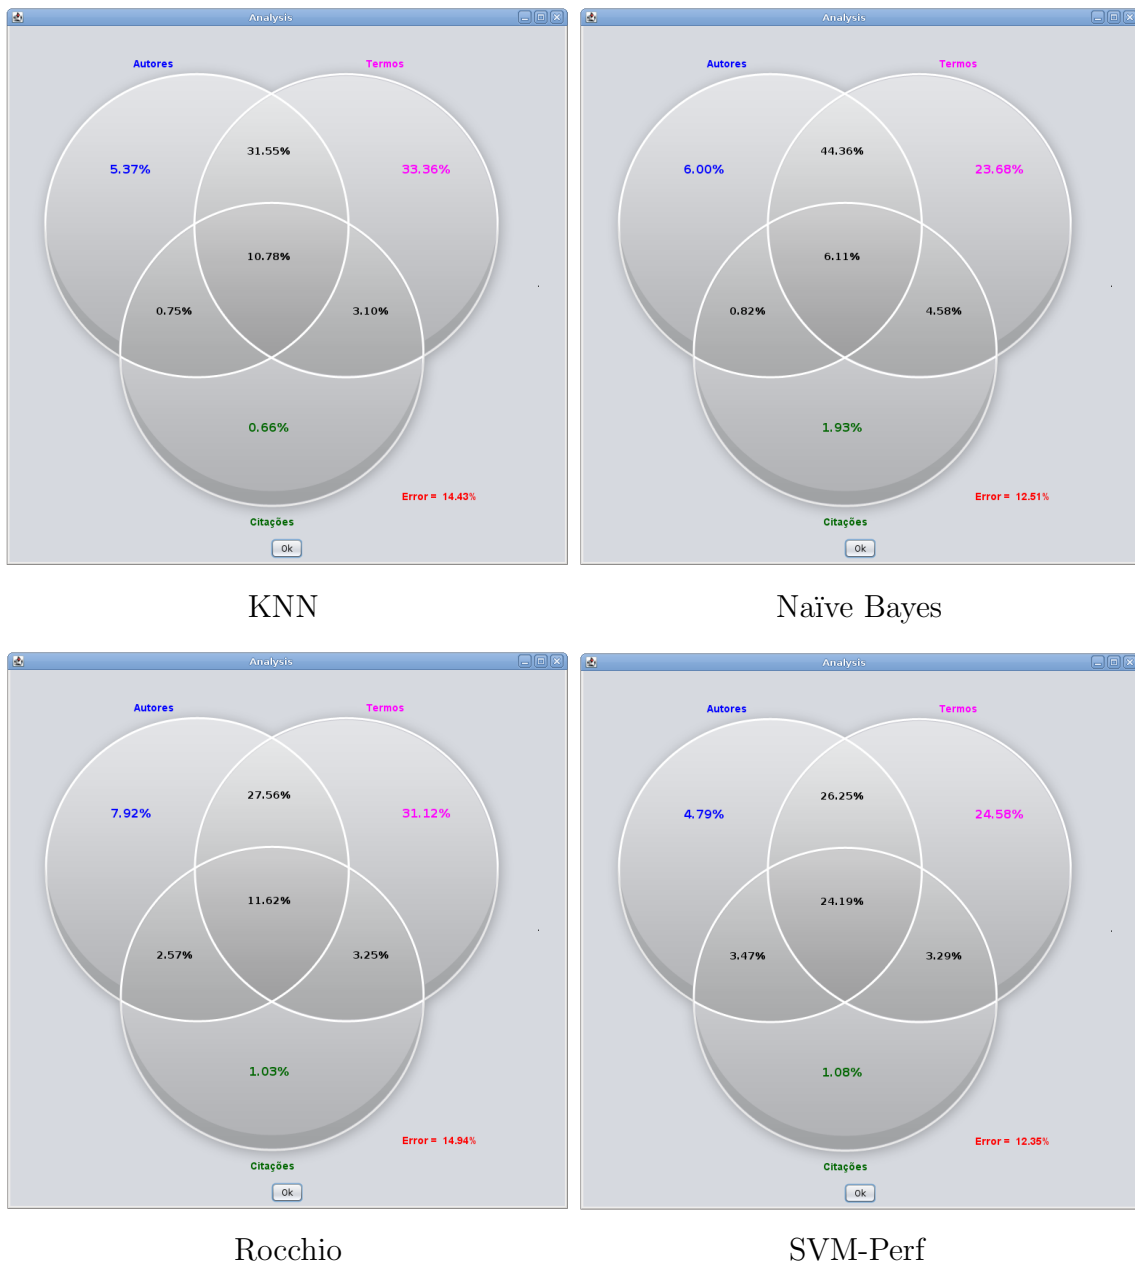 Analysis
Autores
Termos
31.55%
5.37%
33.36%
10.78%
0.75%
3.10%
0.66%
Error = 14.43%
Citações
Ok
KNN
Analysis
Autores
Termos
44.36%
6.00%
23.68%
6.11%
0.82%
4.58%
1.93%
Error = 12.51%
Citações
Ok
Naïve Bayes
Analysis
Autores
Termos
27.56%
7.92%
31.12%
11.62%
2.57%
3.25%
1.03%
Error = 14.94%
Citações
Ok
Rocchio
Analysis
Autores
Termos
26.25%
4.79%
24.58%
24.19%
3.47%
3.29%
1.08%
Error = 12.35%
Citações
Ok
SVM-Perf